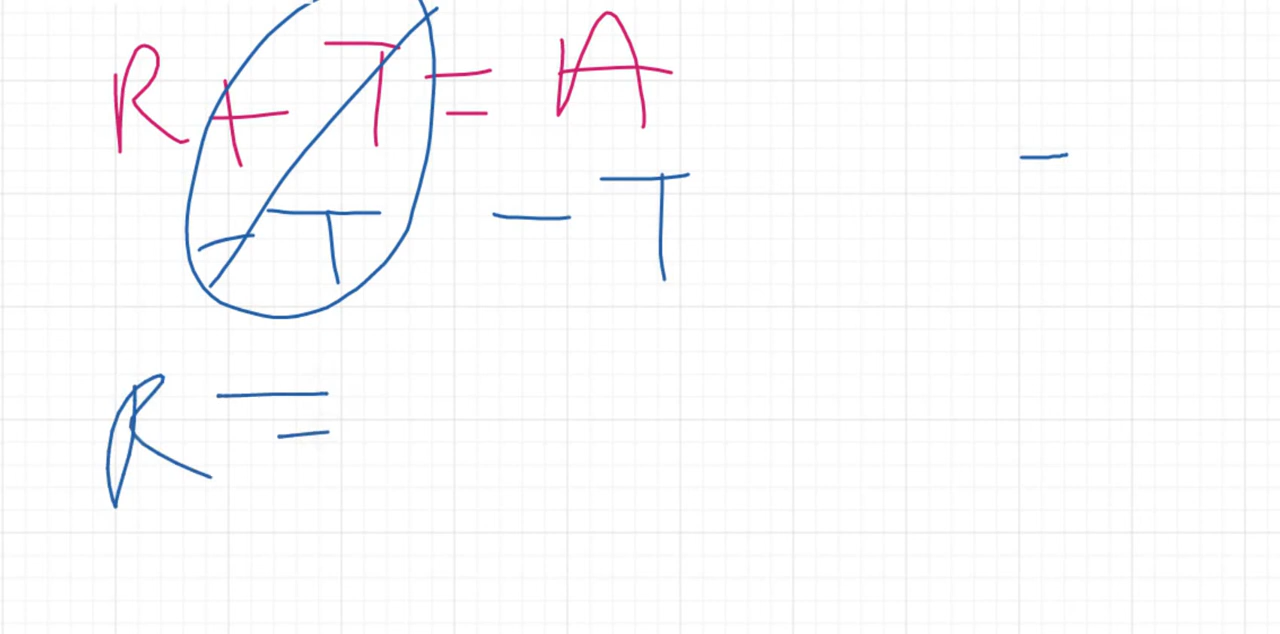 R + T = A
- T - T
R =